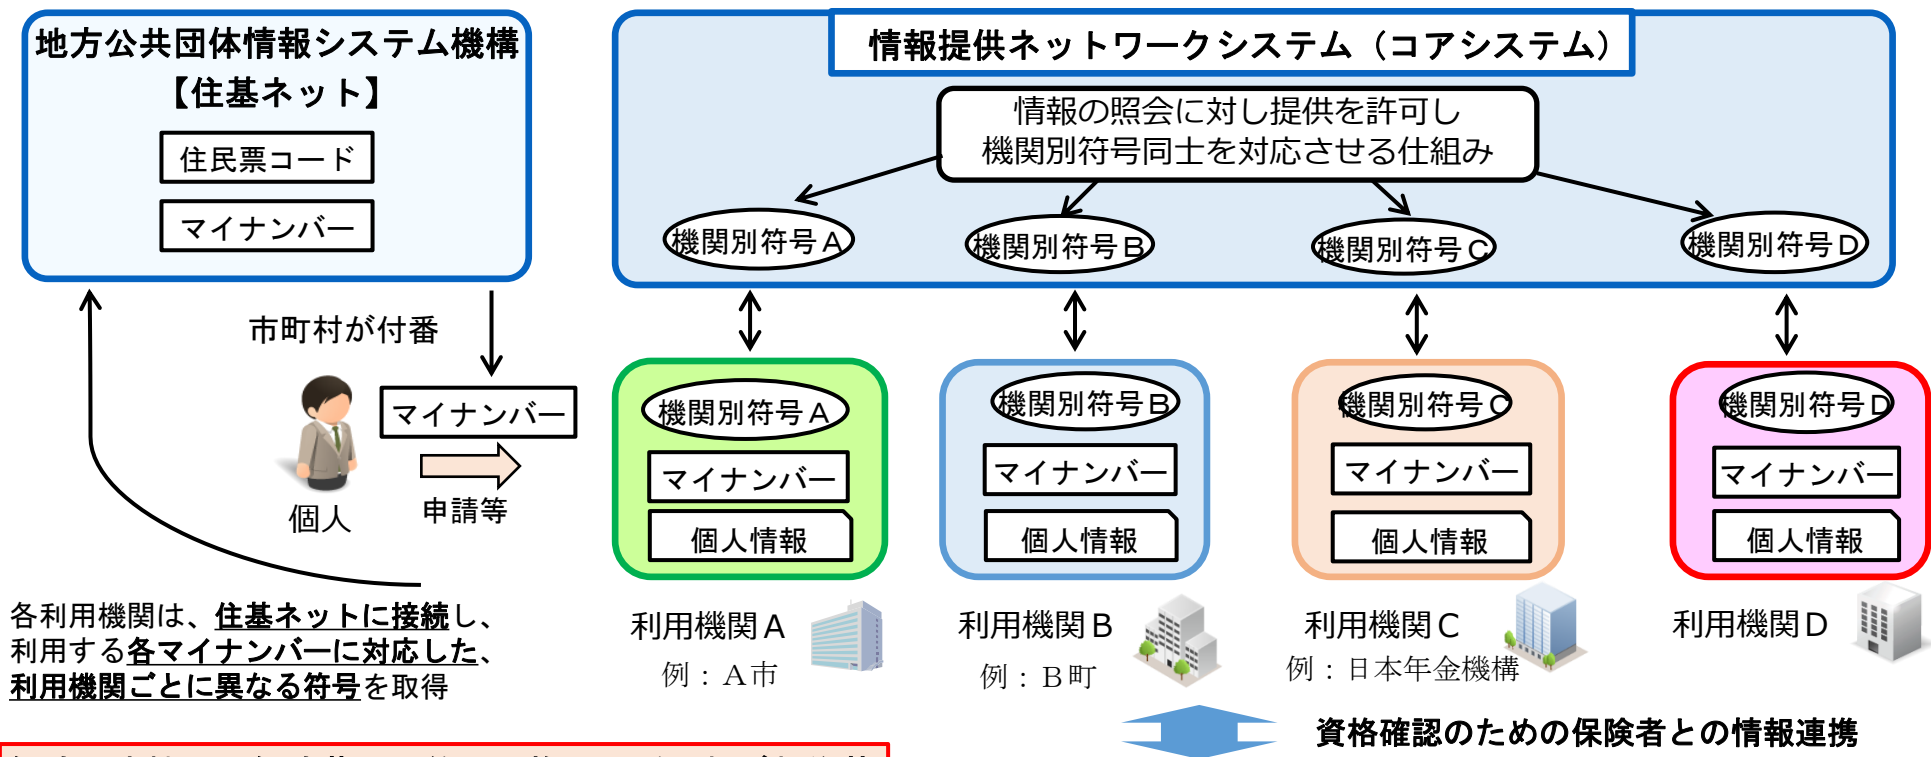 地方公共団体情報システム機構
【住基ネット】
住民票コード
マイナンバー
市町村が付番
マイナンバー
個人
申請等
各利用機関は、住基ネットに接続し、
利用する各マイナンバーに対応した、
利用機関ごとに異なる符号を取得
情報提供ネットワークシステム（コアシステム）
情報の照会に対し提供を許可し
機関別符号同士を対応させる仕組み
機関別符号A
機関別符号B
機関別符号C
機関別符号D
機関別符号A
マイナンバー
個人情報
利用機関A
例：A市
機関別符号B
マイナンバー
個人情報
利用機関B
例：B町
機関別符号C
マイナンバー
個人情報
利用機関C
例：日本年金機構
機関別符号D
マイナンバー
個人情報
利用機関D
資格確認のための保険者との情報連携